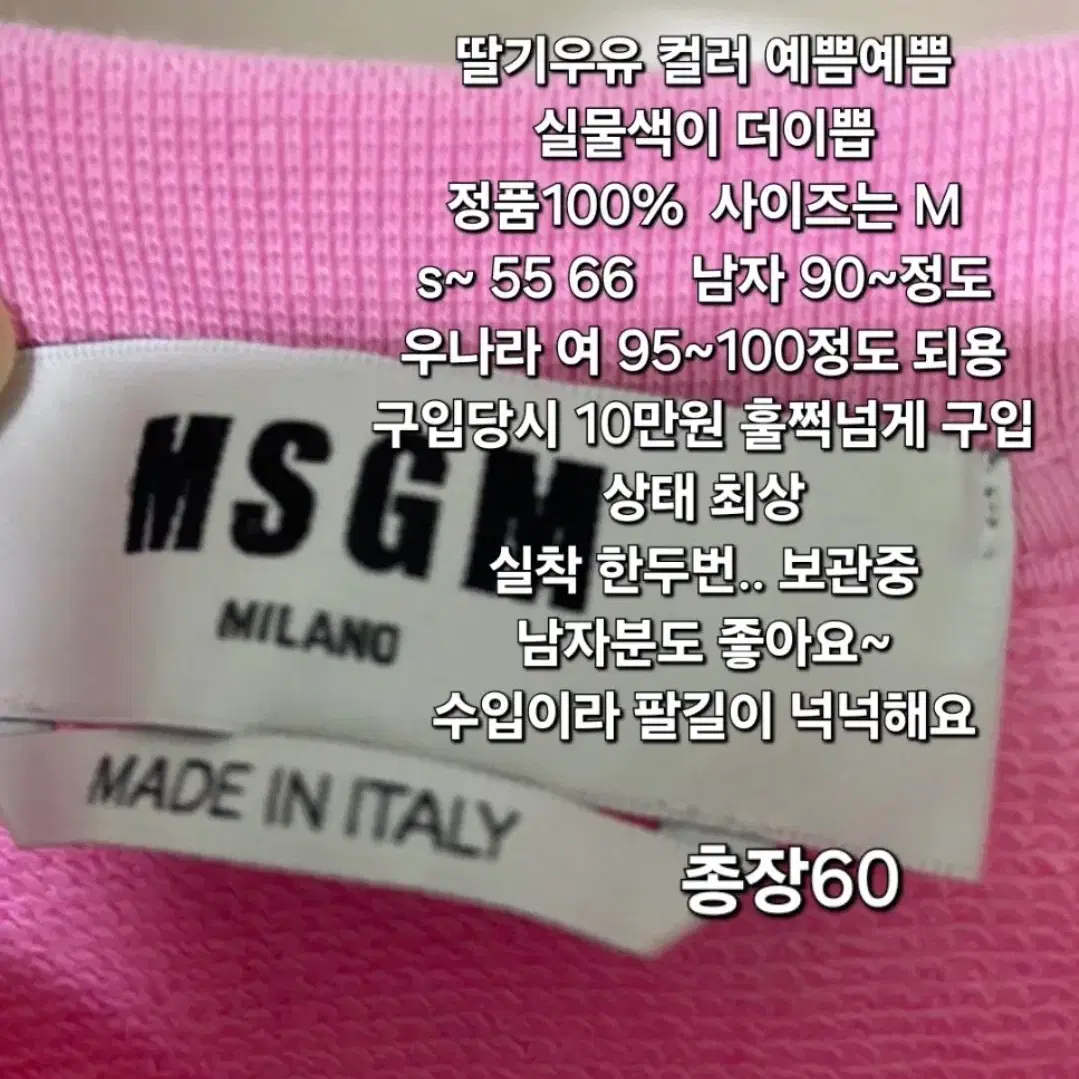 딸기우유 컬러 예쁨예쁨
실물색이 더이쁩
정품100% 사이즈는 M
s~ 55 66 남자 90~정도
우나라 여 95~100정도 되용
구입당시 10만원 훌쩍넘게 구입
상태 최상
실착 한두번.. 보관중
남자분도 좋아요~
수입이라 팔길이 넉넉해요
MSGM
MILANO
MADE IN ITALY
총장60